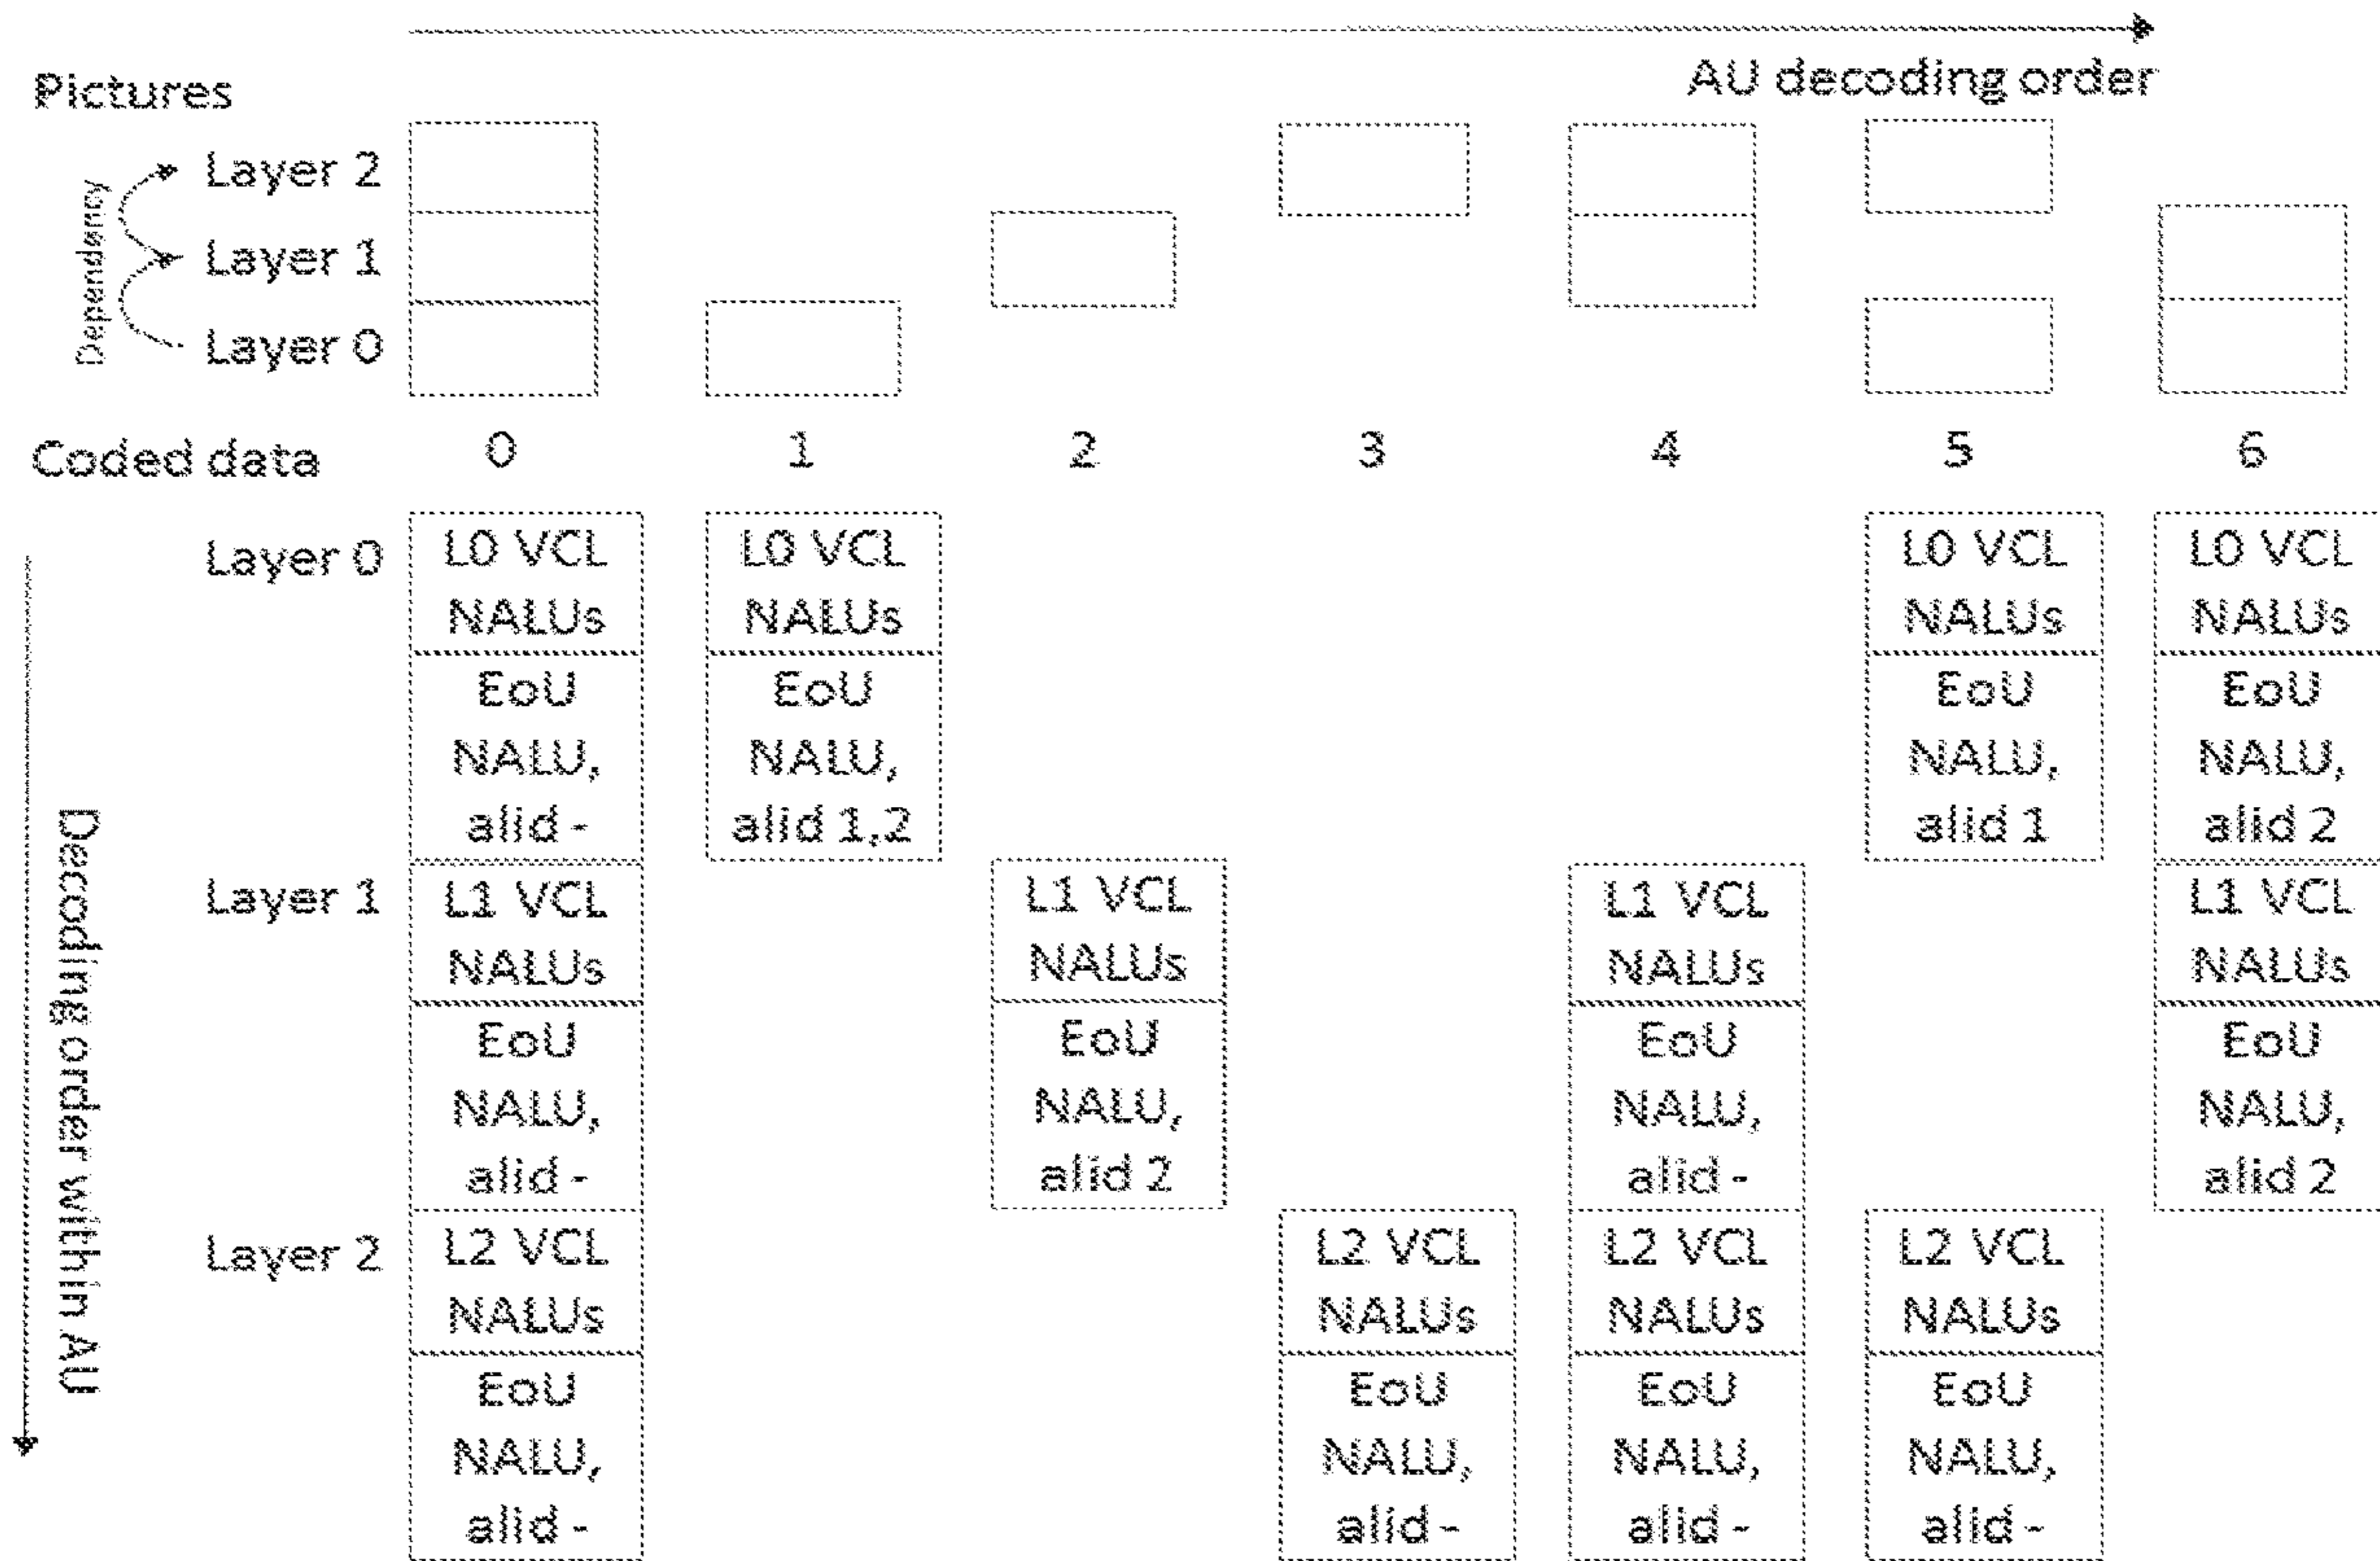 AU decoding order
Pictures
Layer 2
Layer 1
Layer 0
Dependency
Coded data 0 1 2 3 4 5 6
Layer 0
L0 VCL L0 VCL L0 VCL L0 VCL
NALUs NALUs NALUs NALUs
EoU EoU EoU EoU
NALU, NALU, NALU, NALU,
alid - alid 1,2 alid 1 alid 2
Layer 1
L1 VCL L1 VCL L1 VCL L1 VCL
NALUs NALUs NALUs NALUs
EoU EoU EoU EoU
NALU, NALU, NALU, NALU,
alid - alid 2 alid - alid 2
Layer 2
L2 VCL L2 VCL L2 VCL L2 VCL
NALUs NALUs NALUs NALUs
EoU EoU EoU EoU
NALU, NALU, NALU, NALU,
alid - alid - alid - alid -
Decoding order within AU